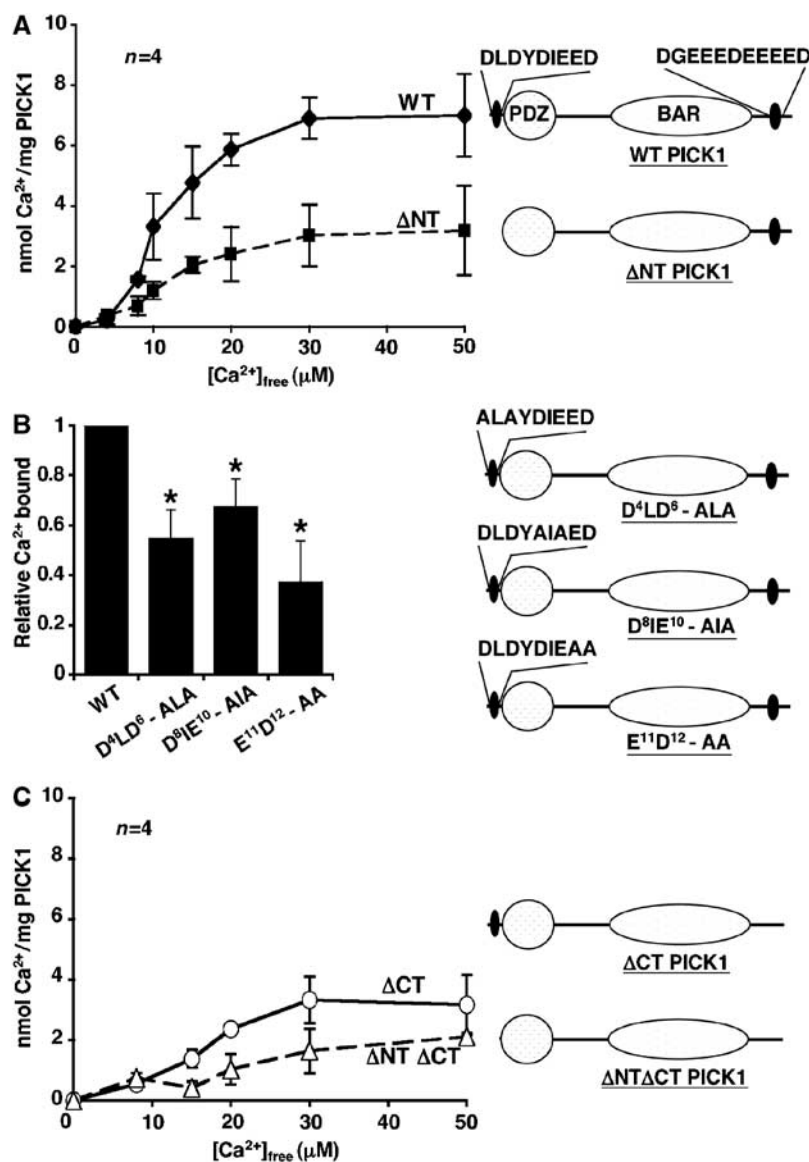 A
n=4
nmol Ca²⁺/mg PICK1
10
8
6
4
2
0
WT
ΔNT
0 10 20 30 40 50
[Ca²⁺]free (μM)
DLDYDIEED
DGEEEDEEEED
PDZ
BAR
WT PICK1
ΔNT PICK1
B
Relative Ca²⁺ bound
1
0.8
0.6
0.4
0.2
0
* * *
WT
D⁴LD⁶ - ALA
D⁸IE¹⁰ - AIA
E¹¹D¹² - AA
ALAYDIEED
D⁴LD⁶ - ALA
DLDYAIAED
D⁸IE¹⁰ - AIA
DLDYDIEAA
E¹¹D¹² - AA
C
n=4
nmol Ca²⁺/mg PICK1
10
8
6
4
2
0
ΔCT
ΔNT ΔCT
0 10 20 30 40 50
[Ca²⁺]free (μM)
ΔCT PICK1
ΔNTΔCT PICK1